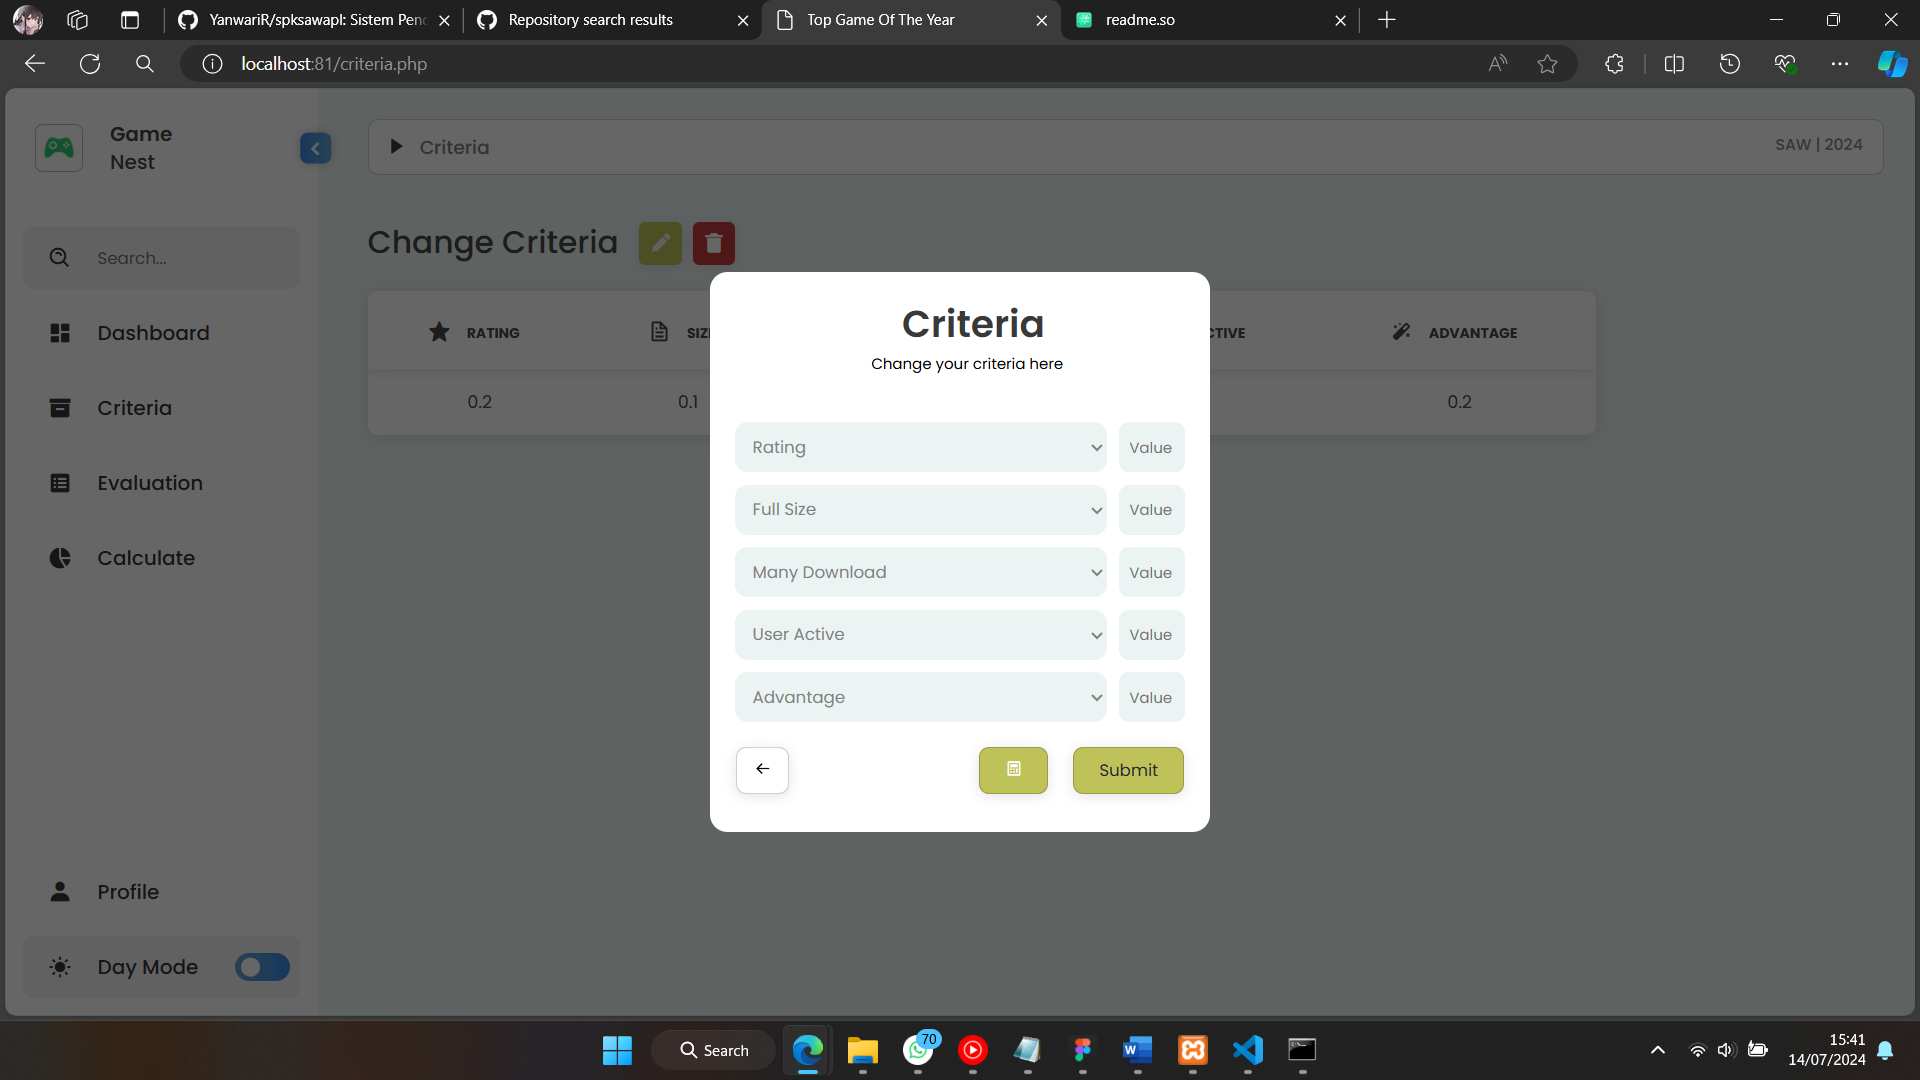 YanwariR/spksawapl: Sistem Penc
Repository search results
Top Game Of The Year
readme.so
localhost:81/criteria.php
Game
Nest
Criteria
SAW | 2024
Search...
Dashboard
Criteria
Evaluation
Calculate
Profile
Day Mode
Change Criteria
RATING
ADVANTAGE
0.2
0.1
0.2
Criteria
Change your criteria here
Rating
Value
Full Size
Value
Many Download
Value
User Active
Value
Advantage
Value
Submit
Search
70
15:41
14/07/2024